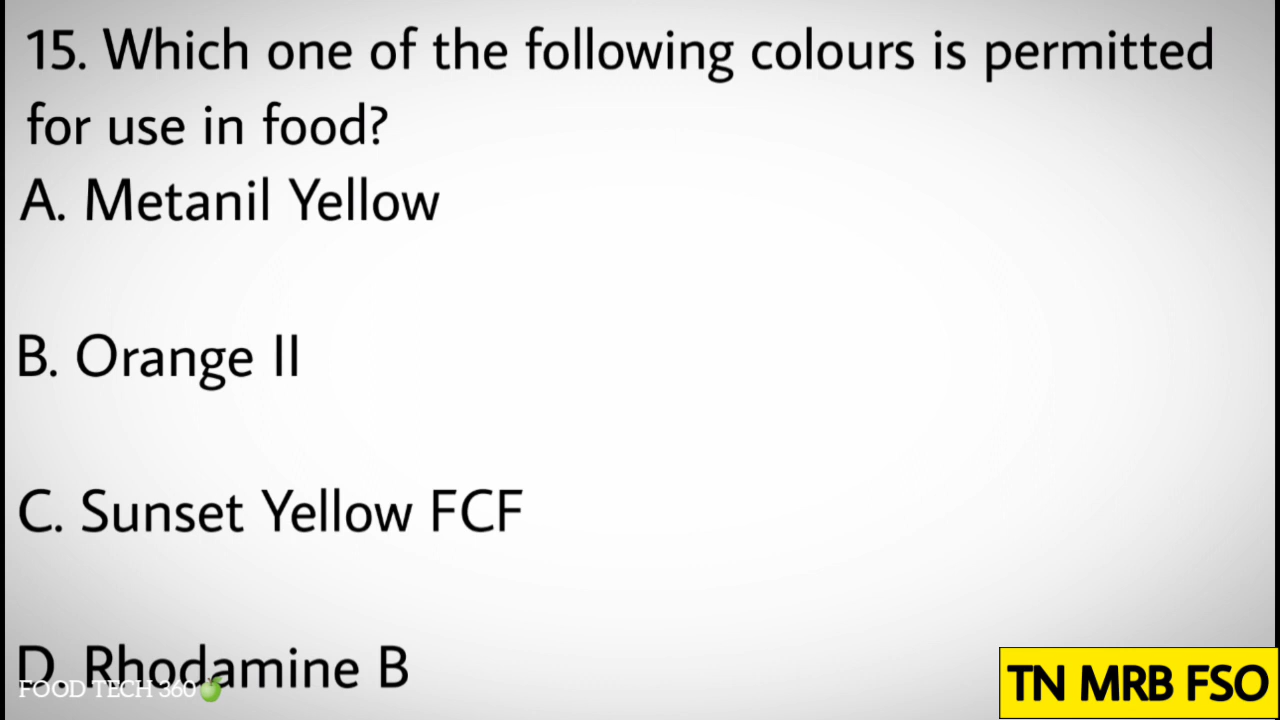 15. Which one of the following colours is permitted
for use in food?
A. Metanil Yellow
B. Orange II
C. Sunset Yellow FCF
D. Rhodamine B
FOOD TECH 360🍏
TN MRB FSO